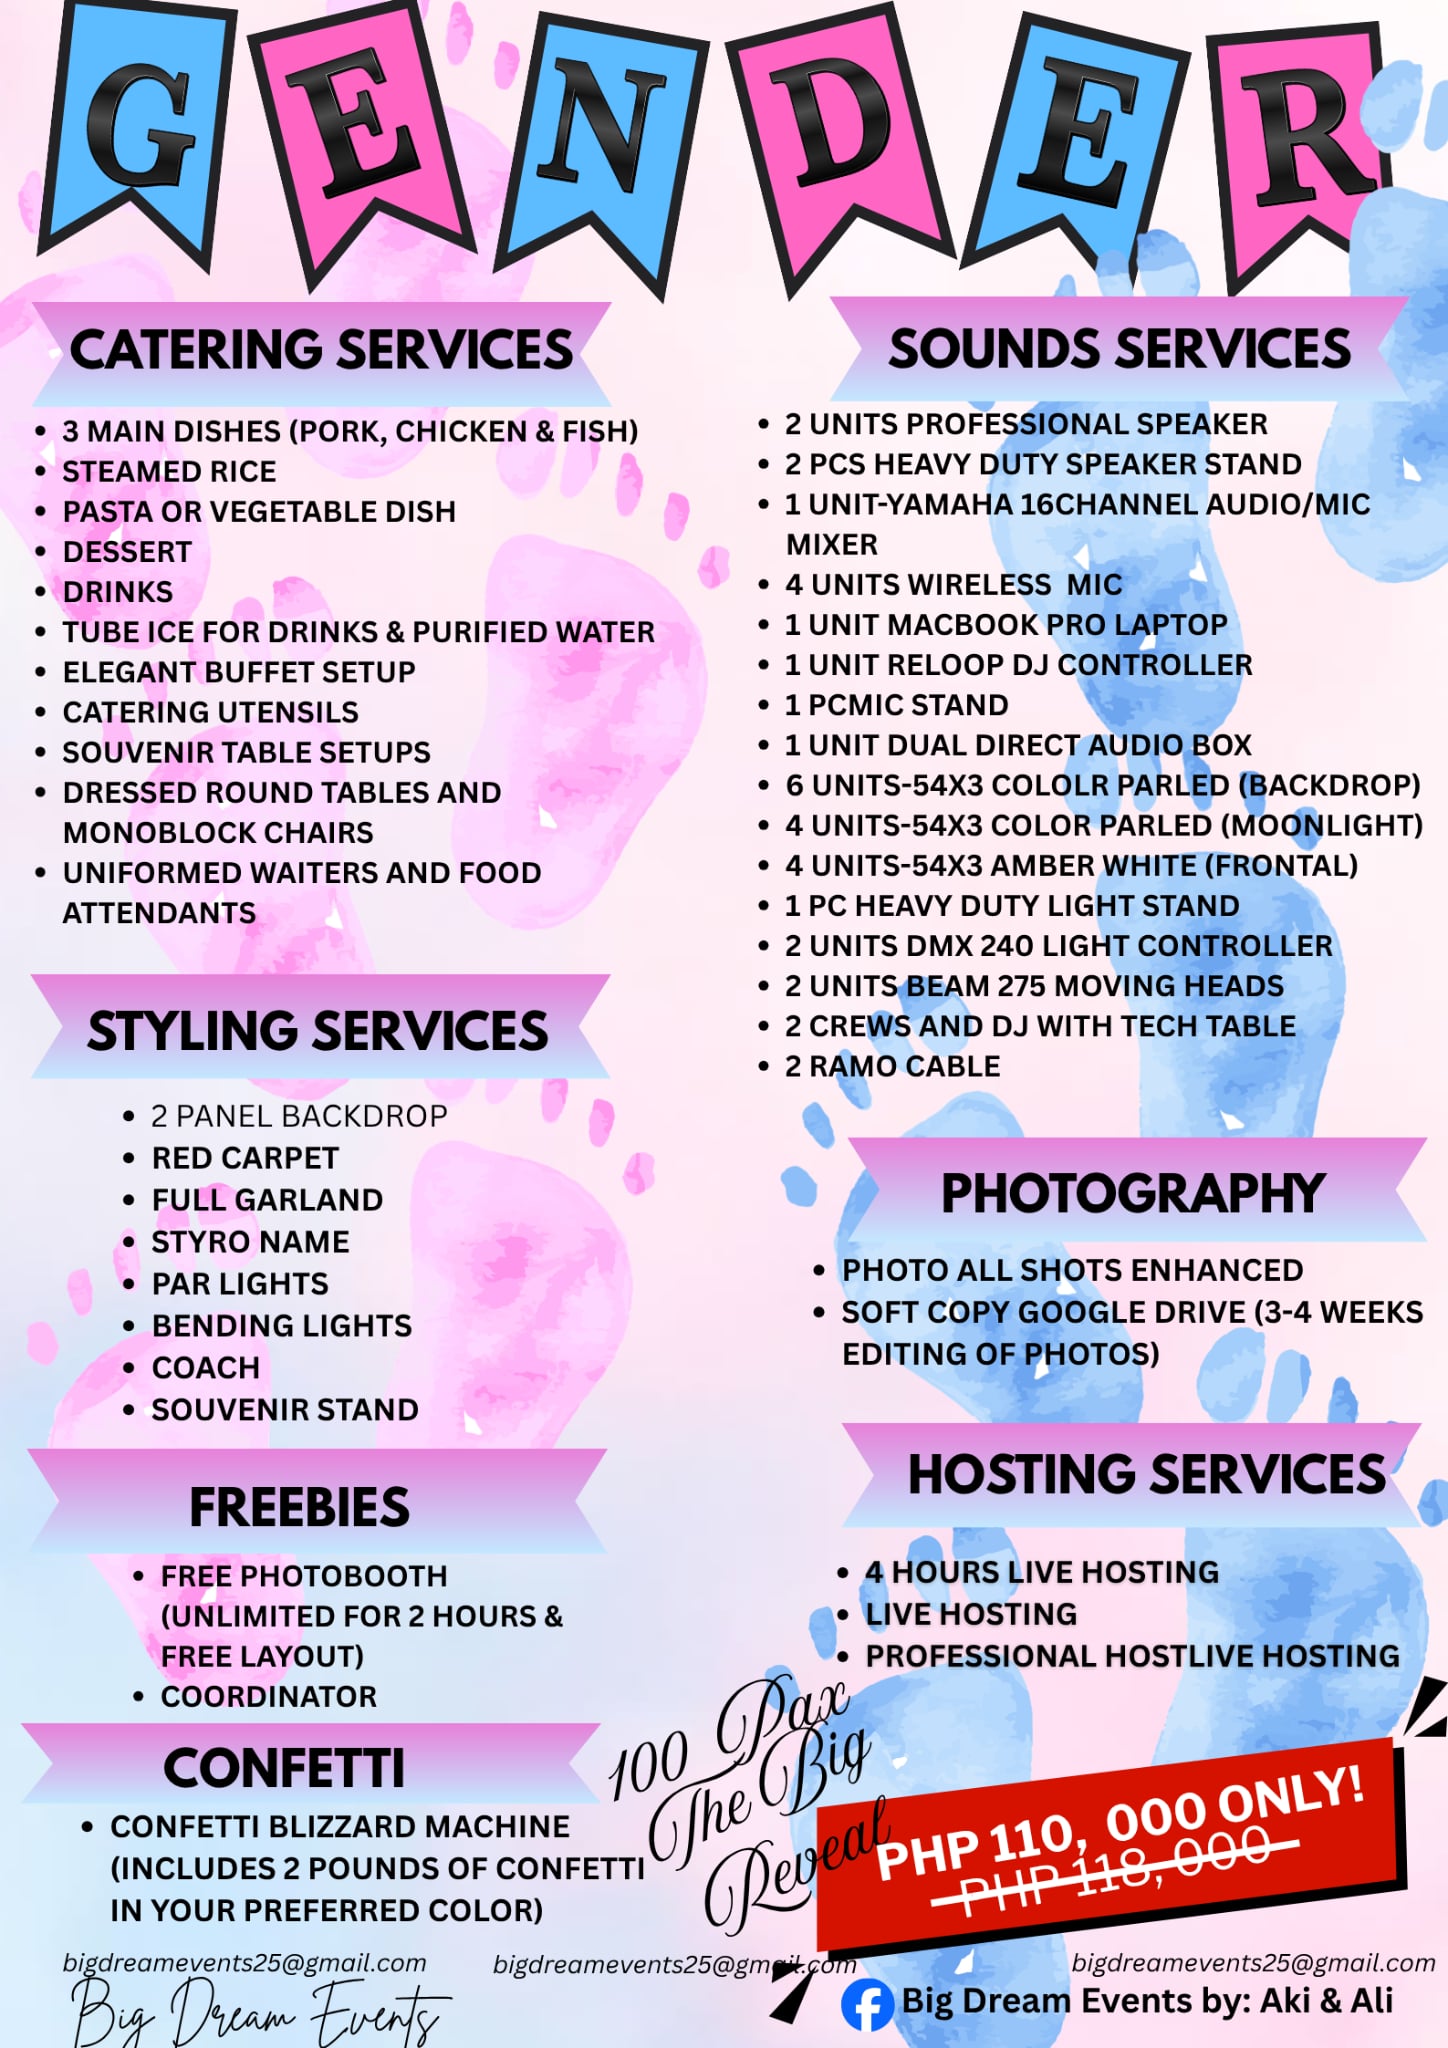 GENDER
CATERING SERVICES
• 3 MAIN DISHES (PORK, CHICKEN & FISH)
• STEAMED RICE
• PASTA OR VEGETABLE DISH
• DESSERT
• DRINKS
• TUBE ICE FOR DRINKS & PURIFIED WATER
• ELEGANT BUFFET SETUP
• CATERING UTENSILS
• SOUVENIR TABLE SETUPS
• DRESSED ROUND TABLES AND
MONOBLOCK CHAIRS
• UNIFORMED WAITERS AND FOOD
ATTENDANTS
STYLING SERVICES
• 2 PANEL BACKDROP
• RED CARPET
• FULL GARLAND
• STYRO NAME
• PAR LIGHTS
• BENDING LIGHTS
• COACH
• SOUVENIR STAND
FREEBIES
• FREE PHOTOBOOTH
(UNLIMITED FOR 2 HOURS &
FREE LAYOUT)
• COORDINATOR
CONFETTI
• CONFETTI BLIZZARD MACHINE
(INCLUDES 2 POUNDS OF CONFETTI
IN YOUR PREFERRED COLOR)
SOUNDS SERVICES
• 2 UNITS PROFESSIONAL SPEAKER
• 2 PCS HEAVY DUTY SPEAKER STAND
• 1 UNIT-YAMAHA 16CHANNEL AUDIO/MIC
MIXER
• 4 UNITS WIRELESS MIC
• 1 UNIT MACBOOK PRO LAPTOP
• 1 UNIT RELOOP DJ CONTROLLER
• 1 PCMIC STAND
• 1 UNIT DUAL DIRECT AUDIO BOX
• 6 UNITS-54X3 COLOLR PARLED (BACKDROP)
• 4 UNITS-54X3 COLOR PARLED (MOONLIGHT)
• 4 UNITS-54X3 AMBER WHITE (FRONTAL)
• 1 PC HEAVY DUTY LIGHT STAND
• 2 UNITS DMX 240 LIGHT CONTROLLER
• 2 UNITS BEAM 275 MOVING HEADS
• 2 CREWS AND DJ WITH TECH TABLE
• 2 RAMO CABLE
PHOTOGRAPHY
• PHOTO ALL SHOTS ENHANCED
• SOFT COPY GOOGLE DRIVE (3-4 WEEKS
EDITING OF PHOTOS)
HOSTING SERVICES
• 4 HOURS LIVE HOSTING
• LIVE HOSTING
• PROFESSIONAL HOSTLIVE HOSTING
100 Pax
The Big
Reveal
PHP 110, 000 ONLY!
PHP 118, 000
bigdreamevents25@gmail.com
bigdreamevents25@gmail.com
bigdreamevents25@gmail.com
Big Dream Events
f Big Dream Events by: Aki & Ali